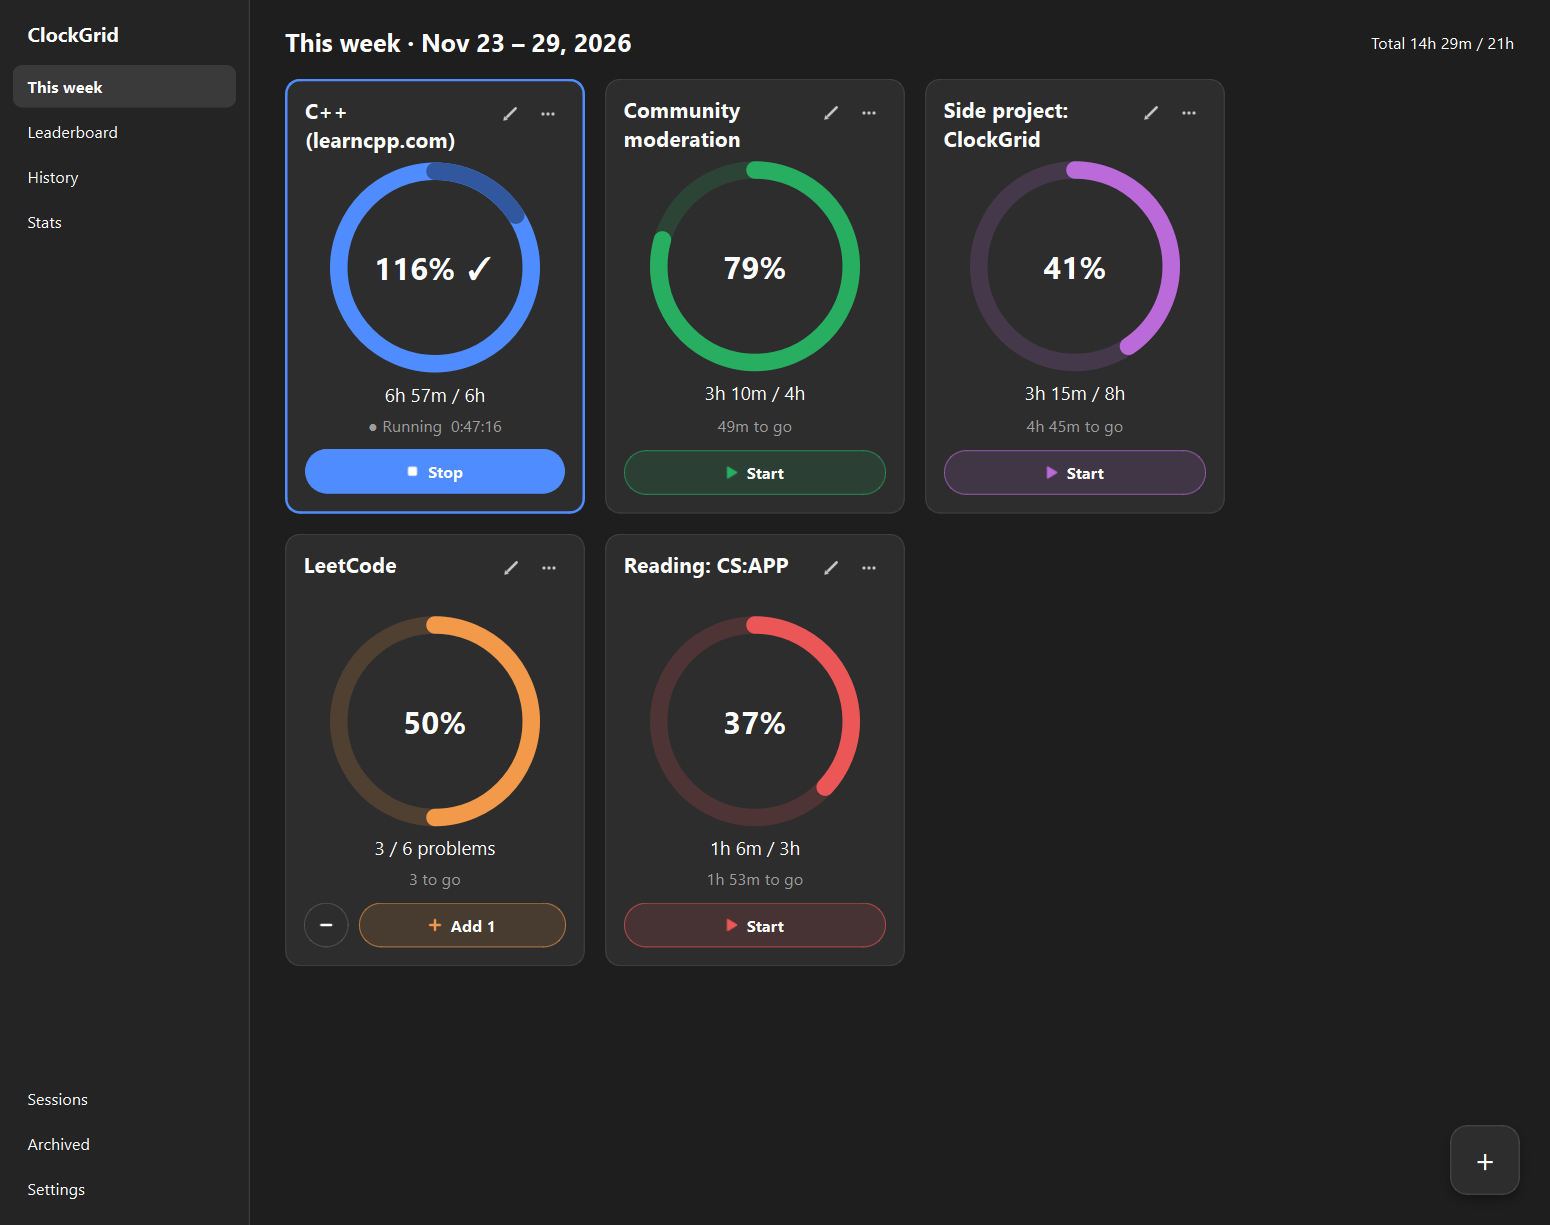 ClockGrid
This week
Leaderboard
History
Stats
Sessions
Archived
Settings
This week · Nov 23 – 29, 2026
Total 14h 29m / 21h
C++
(learncpp.com)
116% ✓
6h 57m / 6h
● Running 0:47:16
Stop
Community
moderation
79%
3h 10m / 4h
49m to go
Start
Side project:
ClockGrid
41%
3h 15m / 8h
4h 45m to go
Start
LeetCode
50%
3 / 6 problems
3 to go
− + Add 1
Reading: CS:APP
37%
1h 6m / 3h
1h 53m to go
Start
+